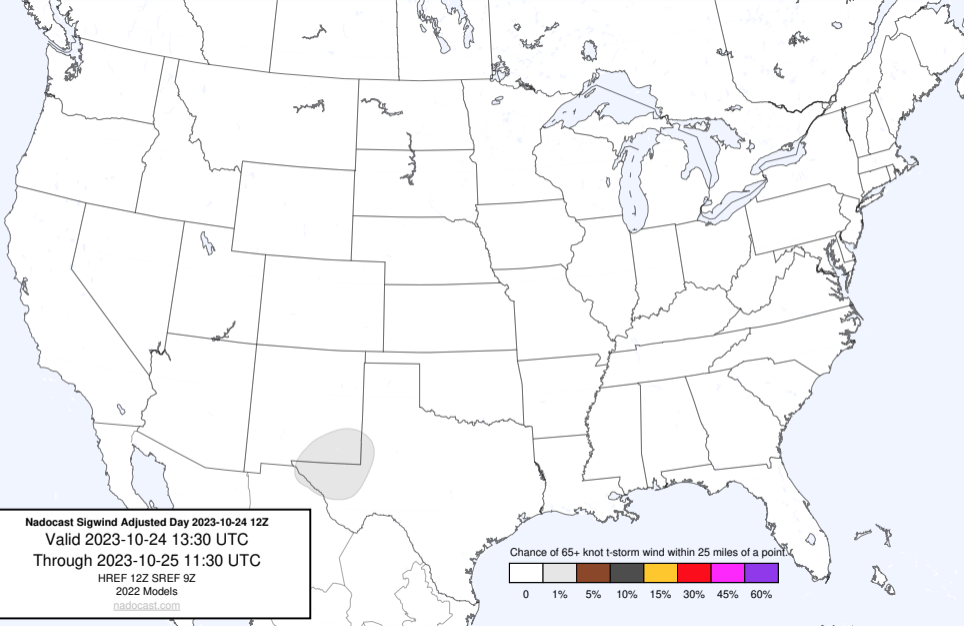 Nadocast Sigwind Adjusted Day 2023-10-24 12Z
Valid 2023-10-24 13:30 UTC
Through 2023-10-25 11:30 UTC
HREF 12Z SREF 9Z
2022 Models
nadocast.com
Chance of 65+ knot t-storm wind within 25 miles of a point.
0 1% 5% 10% 15% 30% 45% 60%